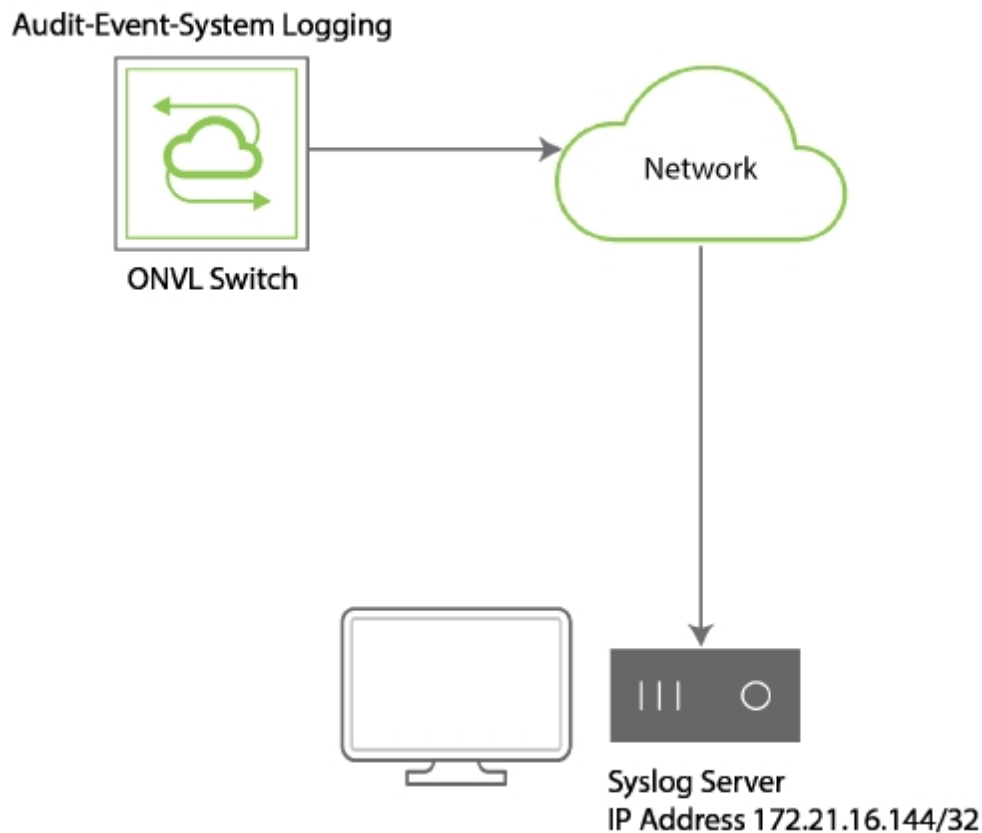 Audit-Event-System Logging
Network
ONVL Switch
Syslog Server
IP Address 172.21.16.144/32